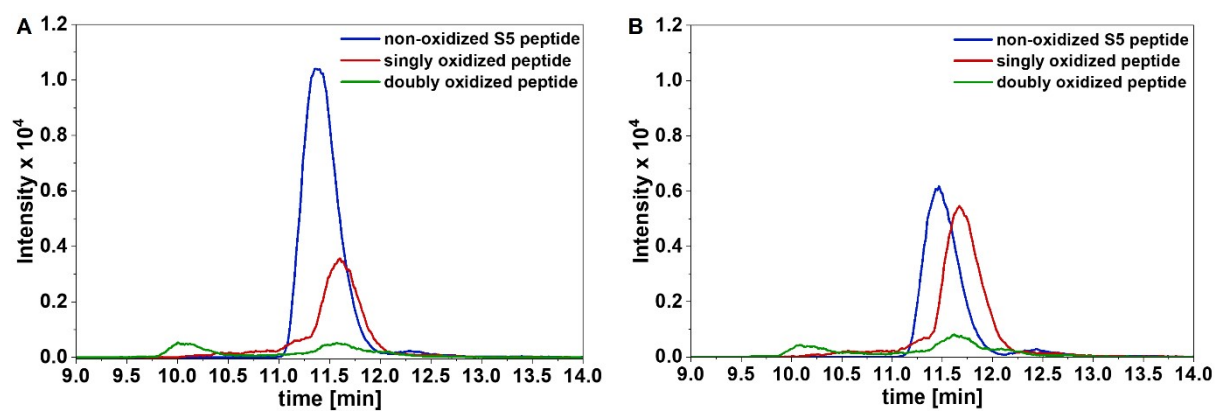 A
1.2
1.0
0.8
0.6
0.4
0.2
0.0
Intensity x 10⁴
non-oxidized S5 peptide
singly oxidized peptide
doubly oxidized peptide
9.0 9.5 10.0 10.5 11.0 11.5 12.0 12.5 13.0 13.5 14.0
time [min]
B
1.2
1.0
0.8
0.6
0.4
0.2
0.0
Intensity x 10⁴
non-oxidized S5 peptide
singly oxidized peptide
doubly oxidized peptide
9.0 9.5 10.0 10.5 11.0 11.5 12.0 12.5 13.0 13.5 14.0
time [min]